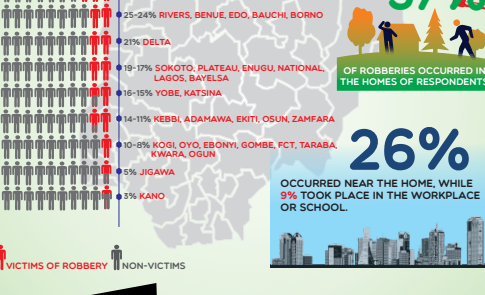 25-24% RIVERS, BENUE, EDO, BAUCHI, BORNO
21% DELTA
19-17% SOKOTO, PLATEAU, ENUGU, NATIONAL,
LAGOS, BAYELSA
16-15% YOBE, KATSINA
14-11% KEBBI, ADAMAWA, EKITI, OSUN, ZAMFARA
10-8% KOGI, OYO, EBONYI, GOMBE, FCT, TARABA,
KWARA, OGUN
5% JIGAWA
3% KANO
VICTIMS OF ROBBERY NON-VICTIMS
OF ROBBERIES OCCURRED IN
THE HOMES OF RESPONDENTS
26%
OCCURRED NEAR THE HOME, WHILE
9% TOOK PLACE IN THE WORKPLACE
OR SCHOOL.